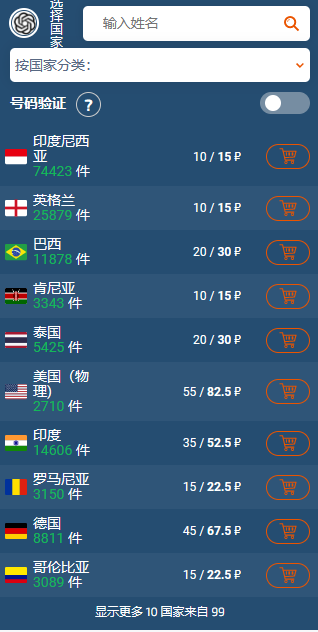 选择国家
输入姓名
按国家分类:
号码验证 ?
印度尼西亚
74423 件
10 / 15 ₽
英格兰
25879 件
10 / 15 ₽
巴西
11878 件
20 / 30 ₽
肯尼亚
3343 件
10 / 15 ₽
泰国
5425 件
20 / 30 ₽
美国（物理)
2710 件
55 / 82.5 ₽
印度
14606 件
35 / 52.5 ₽
罗马尼亚
3150 件
15 / 22.5 ₽
德国
8811 件
45 / 67.5 ₽
哥伦比亚
3089 件
15 / 22.5 ₽
显示更多 10 国家来自 99